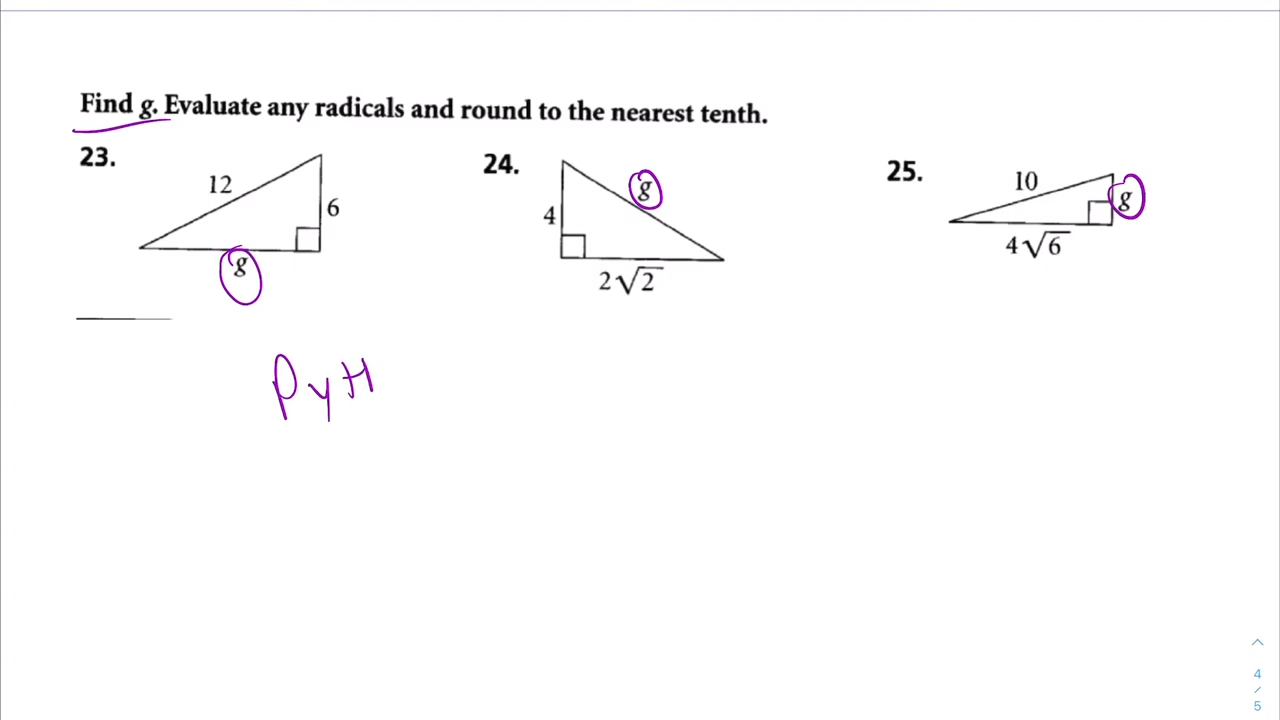 Find g. Evaluate any radicals and round to the nearest tenth.
23.
12
6
g
24.
4
g
2√2
25.
10
g
4√6
PyH
4
/
5